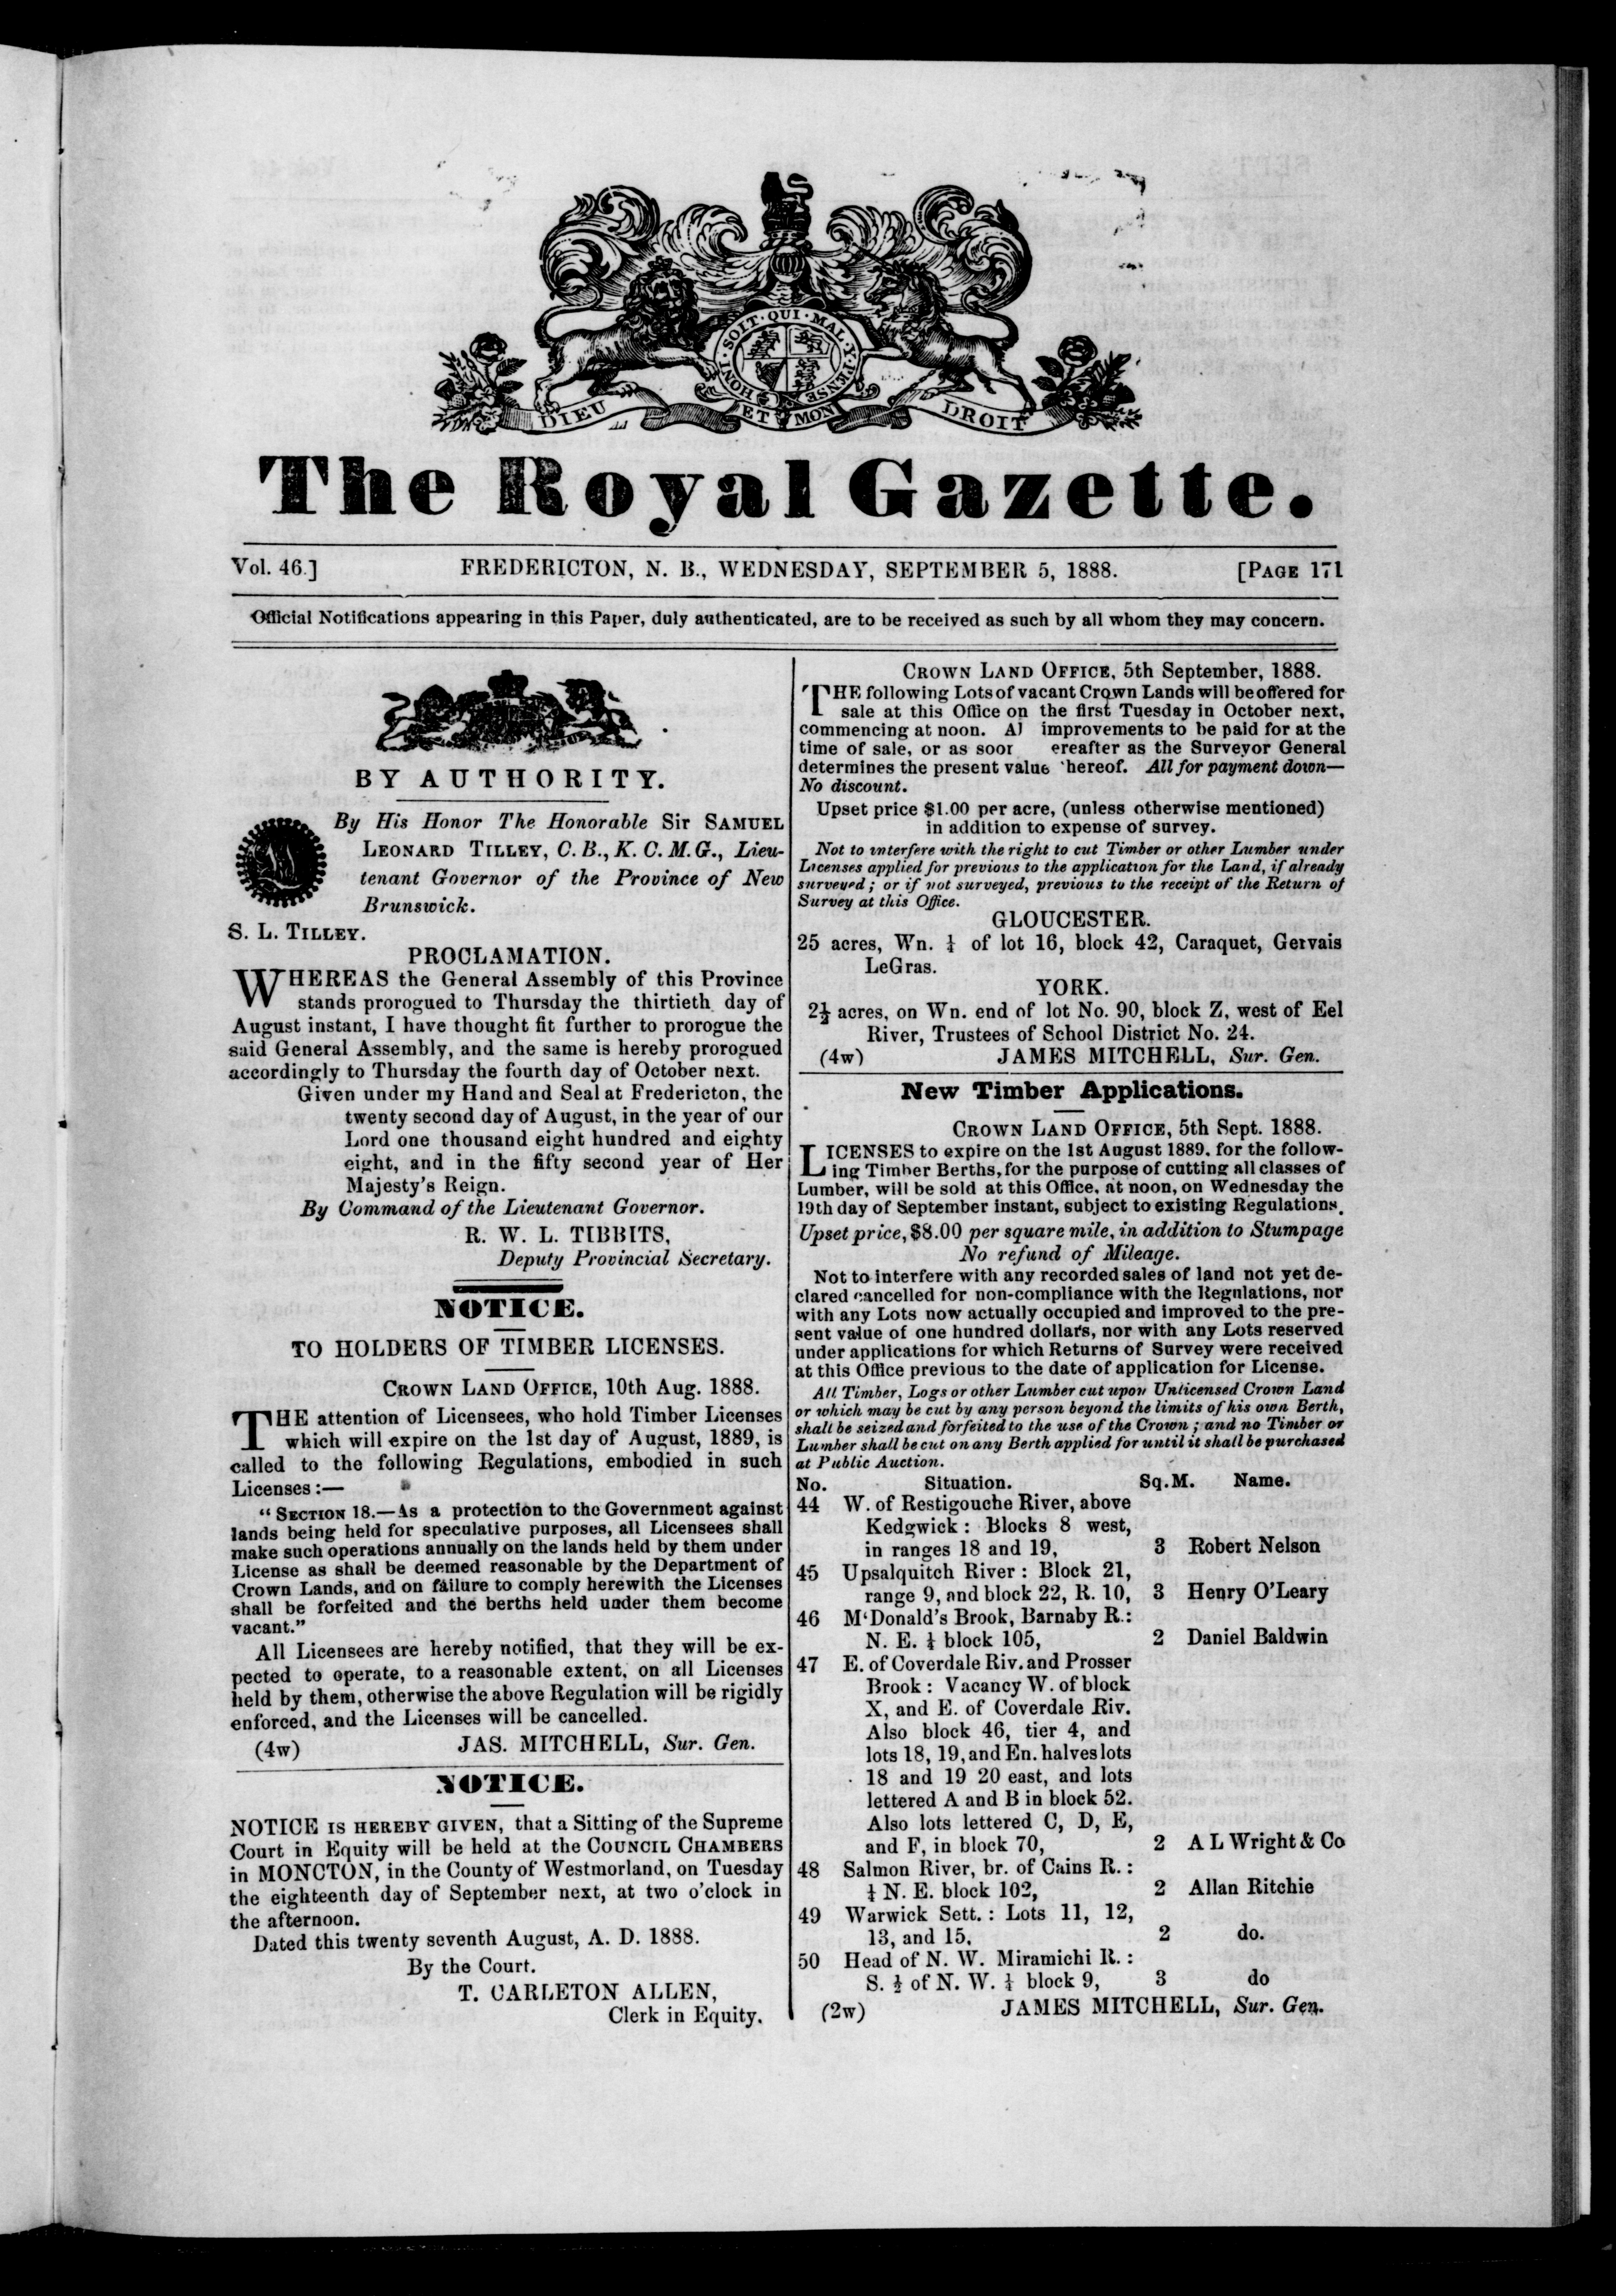 HONI · SOIT · QUI · MAL · Y · PENSE
DIEU ET MON DROIT
The Royal Gazette.
Vol. 46.] FREDERICTON, N. B., WEDNESDAY, SEPTEMBER 5, 1888. [PAGE 171
Official Notifications appearing in this Paper, duly authenticated, are to be received as such by all whom they may concern.
BY AUTHORITY.
By His Honor The Honorable Sir SAMUEL
LEONARD TILLEY, C. B., K. C. M. G., Lieu-
tenant Governor of the Province of New
Brunswick.
S. L. TILLEY.
PROCLAMATION.
WHEREAS the General Assembly of this Province
stands prorogued to Thursday the thirtieth day of
August instant, I have thought fit further to prorogue the
said General Assembly, and the same is hereby prorogued
accordingly to Thursday the fourth day of October next.
Given under my Hand and Seal at Fredericton, the
twenty second day of August, in the year of our
Lord one thousand eight hundred and eighty
eight, and in the fifty second year of Her
Majesty's Reign.
By Command of the Lieutenant Governor.
R. W. L. TIBBITS,
Deputy Provincial Secretary.
NOTICE.
TO HOLDERS OF TIMBER LICENSES.
CROWN LAND OFFICE, 10th Aug. 1888.
THE attention of Licensees, who hold Timber Licenses
which will expire on the 1st day of August, 1889, is
called to the following Regulations, embodied in such
Licenses :—
"SECTION 18.—As a protection to the Government against
lands being held for speculative purposes, all Licensees shall
make such operations annually on the lands held by them under
License as shall be deemed reasonable by the Department of
Crown Lands, and on failure to comply herewith the Licenses
shall be forfeited and the berths held under them become
vacant."
All Licensees are hereby notified, that they will be ex-
pected to operate, to a reasonable extent, on all Licenses
held by them, otherwise the above Regulation will be rigidly
enforced, and the Licenses will be cancelled.
(4w) JAS. MITCHELL, Sur. Gen.
NOTICE.
NOTICE IS HEREBY GIVEN, that a Sitting of the Supreme
Court in Equity will be held at the COUNCIL CHAMBERS
in MONCTON, in the County of Westmorland, on Tuesday
the eighteenth day of September next, at two o'clock in
the afternoon.
Dated this twenty seventh August, A. D. 1888.
By the Court.
T. CARLETON ALLEN,
Clerk in Equity.
CROWN LAND OFFICE, 5th September, 1888.
THE following Lots of vacant Crown Lands will be offered for
sale at this Office on the first Tuesday in October next,
commencing at noon. improvements to be paid for at the
time of sale, or as as the Surveyor General
determines the present value hereof. All for payment down—
No discount.
Upset price $1.00 per acre, (unless otherwise mentioned)
in addition to expense of survey.
Not to interfere with the right to cut Timber or other Lumber under
Licenses applied for previous to the application for the Land, if already
surveyed ; or if not surveyed, previous to the receipt of the Return of
Survey at this Office.
GLOUCESTER.
25 acres, Wn. of lot 16, block 42, Caraquet, Gervais
LeGras.
YORK.
2½ acres, on Wn. end of lot No. 90, block Z, west of Eel
River, Trustees of School District No. 24.
(4w) JAMES MITCHELL, Sur. Gen.
New Timber Applications.
CROWN LAND OFFICE, 5th Sept. 1888.
LICENSES to expire on the 1st August 1889, for the follow-
ing Timber Berths, for the purpose of cutting all classes of
Lumber, will be sold at this Office, at noon, on Wednesday the
19th day of September instant, subject to existing Regulations.
Upset price, $8.00 per square mile, in addition to Stumpage
No refund of Mileage.
Not to interfere with any recorded sales of land not yet de-
clared cancelled for non-compliance with the Regulations, nor
with any Lots now actually occupied and improved to the pre-
sent value of one hundred dollars, nor with any Lots reserved
under applications for which Returns of Survey were received
at this Office previous to the date of application for License.
All Timber, Logs or other Lumber cut upon Unlicensed Crown Land
or which may be cut by any person beyond the limits of his own Berth,
shall be seized and forfeited to the use of the Crown ; and no Timber or
Lumber shall be cut on any Berth applied for until it shall be purchased
at Public Auction.
No. Situation. Sq. M. Name.
44 W. of Restigouche River, above
Kedgwick : Blocks 8 west,
in ranges 18 and 19, 3 Robert Nelson
45 Upsalquitch River : Block 21,
range 9, and block 22, R. 10, 3 Henry O'Leary
46 M'Donald's Brook, Barnaby R. :
N. E. ¼ block 105, 2 Daniel Baldwin
47 E. of Coverdale Riv. and Prosser
Brook : Vacancy W. of block
X, and E. of Coverdale Riv.
Also block 46, tier 4, and
lots 18, 19, and En. halves lots
18 and 19 20 east, and lots
lettered A and B in block 52.
Also lots lettered C, D, E,
and F, in block 70, 2 A L Wright & Co
48 Salmon River, br. of Cains R. :
¼ N. E. block 102, 2 Allan Ritchie
49 Warwick Sett. : Lots 11, 12,
13, and 15, 2 do.
50 Head of N. W. Miramichi R. :
S. ½ of N. W. ¼ block 9, 3 do
(2w) JAMES MITCHELL, Sur. Gen.